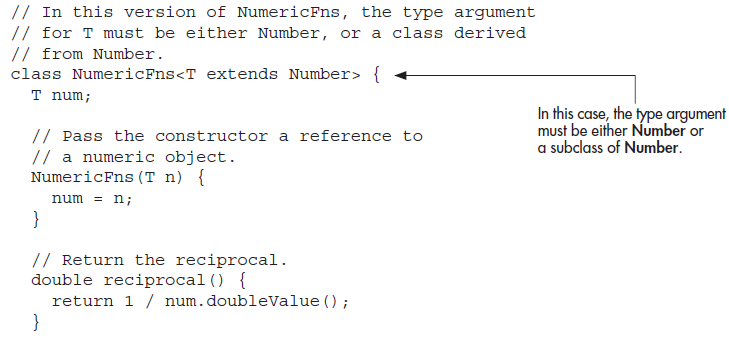 // In this version of NumericFns, the type argument
// for T must be either Number, or a class derived
// from Number.
class NumericFns<T extends Number> {
  T num;
In this case, the type argument
must be either Number or
a subclass of Number.
  // Pass the constructor a reference to
  // a numeric object.
  NumericFns(T n) {
    num = n;
  }
  // Return the reciprocal.
  double reciprocal() {
    return 1 / num.doubleValue();
  }